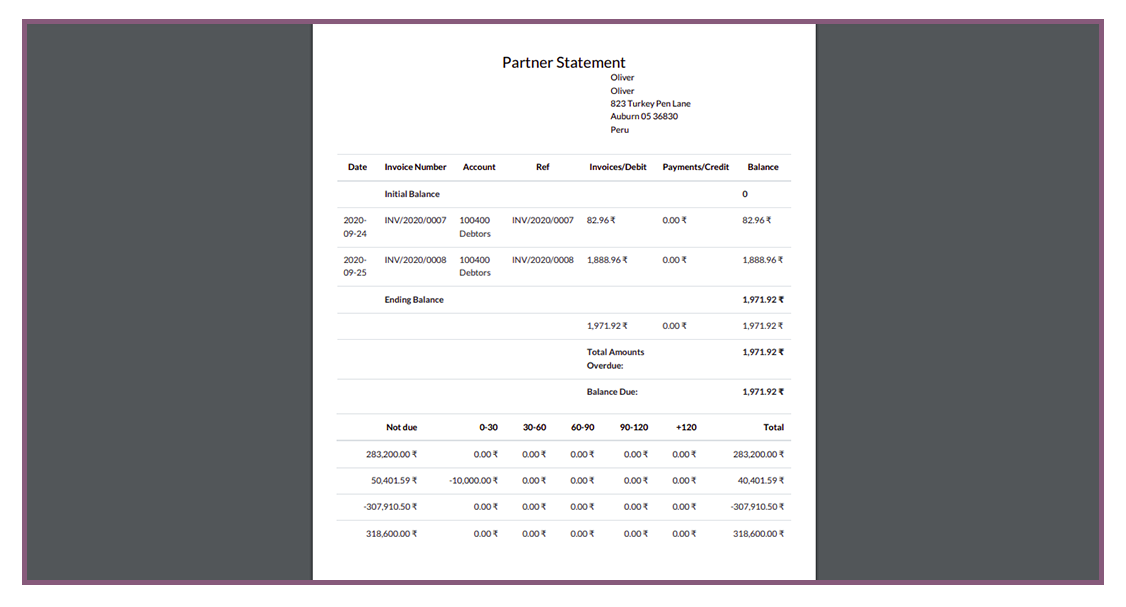 Partner Statement
Oliver
Oliver
823 Turkey Pen Lane
Auburn 05 36830
Peru
Date Invoice Number Account Ref Invoices/Debit Payments/Credit Balance
Initial Balance 0
2020- INV/2020/0007 100400 INV/2020/0007 82.96 ₹ 0.00 ₹ 82.96 ₹
09-24 Debtors
2020- INV/2020/0008 100400 INV/2020/0008 1,888.96 ₹ 0.00 ₹ 1,888.96 ₹
09-25 Debtors
Ending Balance 1,971.92 ₹
1,971.92 ₹ 0.00 ₹ 1,971.92 ₹
Total Amounts 1,971.92 ₹
Overdue:
Balance Due: 1,971.92 ₹
Not due 0-30 30-60 60-90 90-120 +120 Total
283,200.00 ₹ 0.00 ₹ 0.00 ₹ 0.00 ₹ 0.00 ₹ 0.00 ₹ 283,200.00 ₹
50,401.59 ₹ -10,000.00 ₹ 0.00 ₹ 0.00 ₹ 0.00 ₹ 0.00 ₹ 40,401.59 ₹
-307,910.50 ₹ 0.00 ₹ 0.00 ₹ 0.00 ₹ 0.00 ₹ 0.00 ₹ -307,910.50 ₹
318,600.00 ₹ 0.00 ₹ 0.00 ₹ 0.00 ₹ 0.00 ₹ 0.00 ₹ 318,600.00 ₹